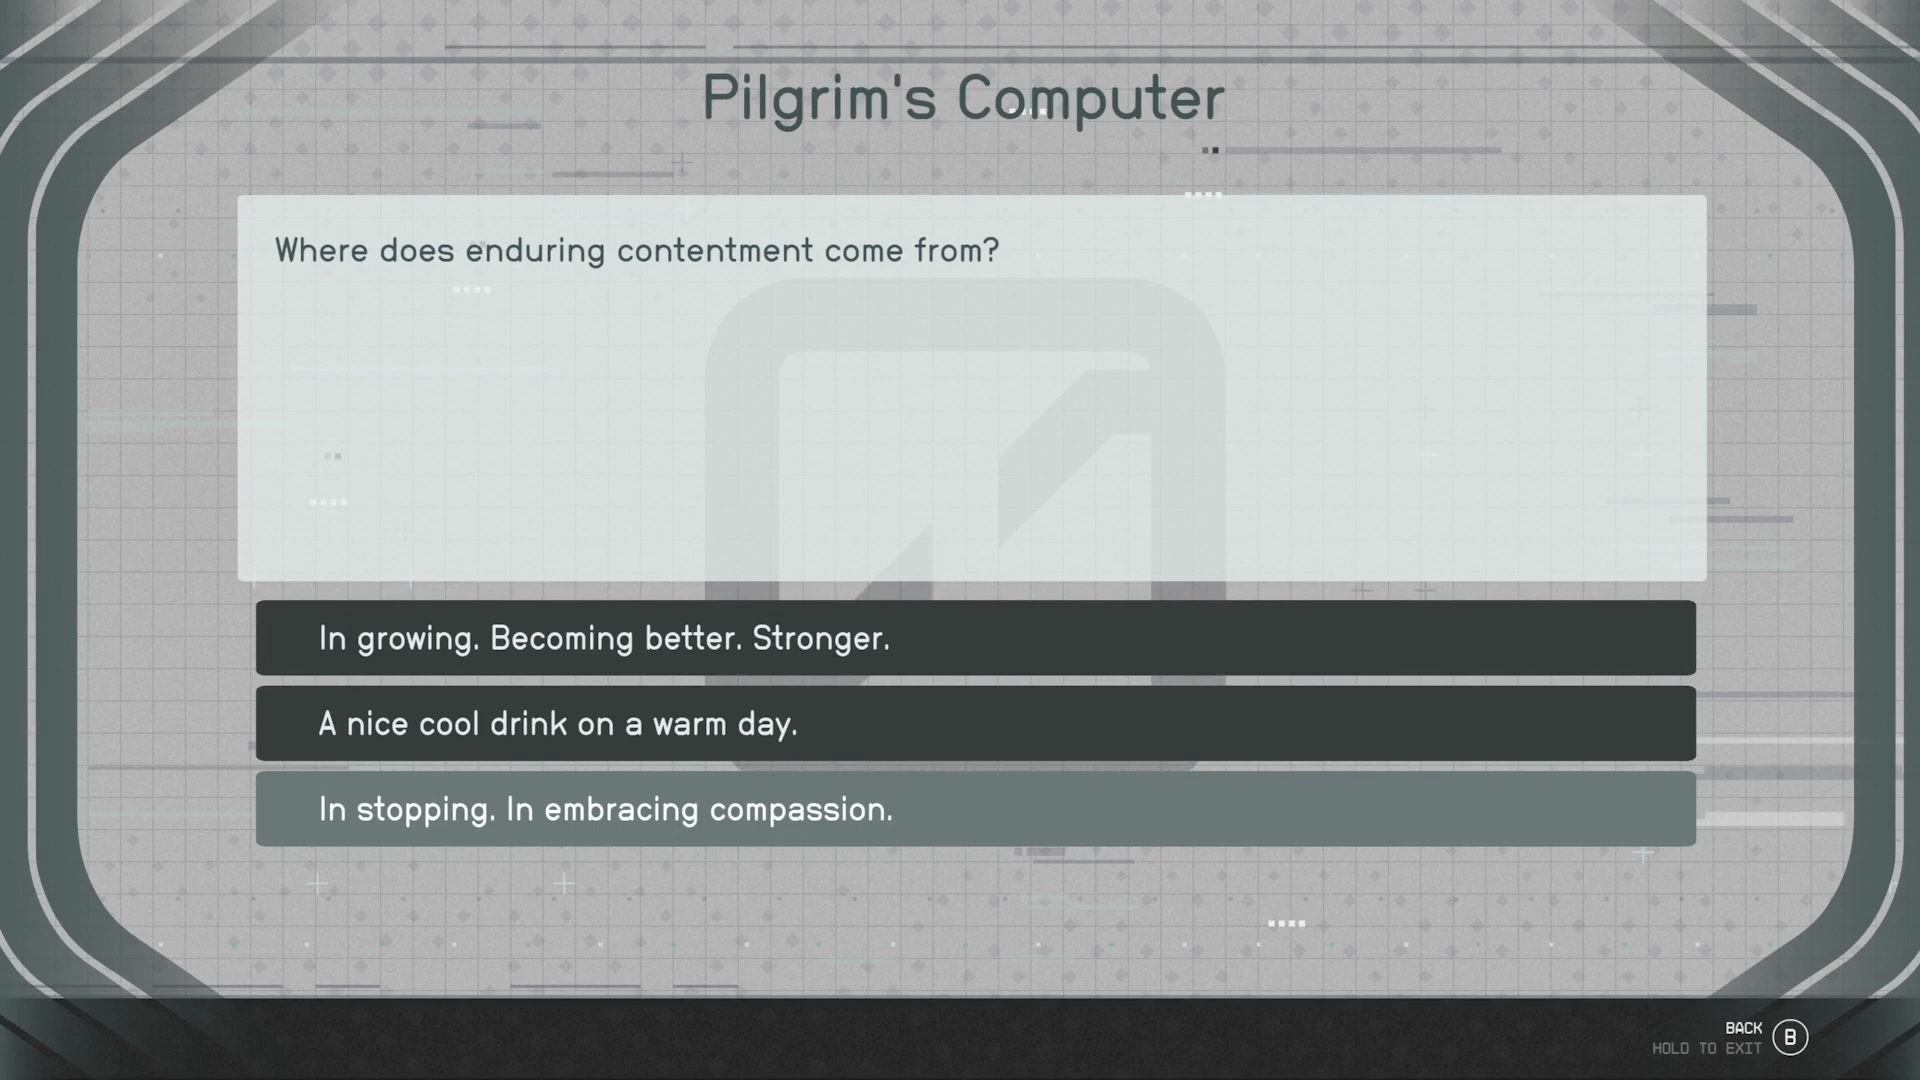 Pilgrim's Computer
Where does enduring contentment come from?
In growing. Becoming better. Stronger.
A nice cool drink on a warm day.
In stopping. In embracing compassion.
BACK
HOLD TO EXIT
B